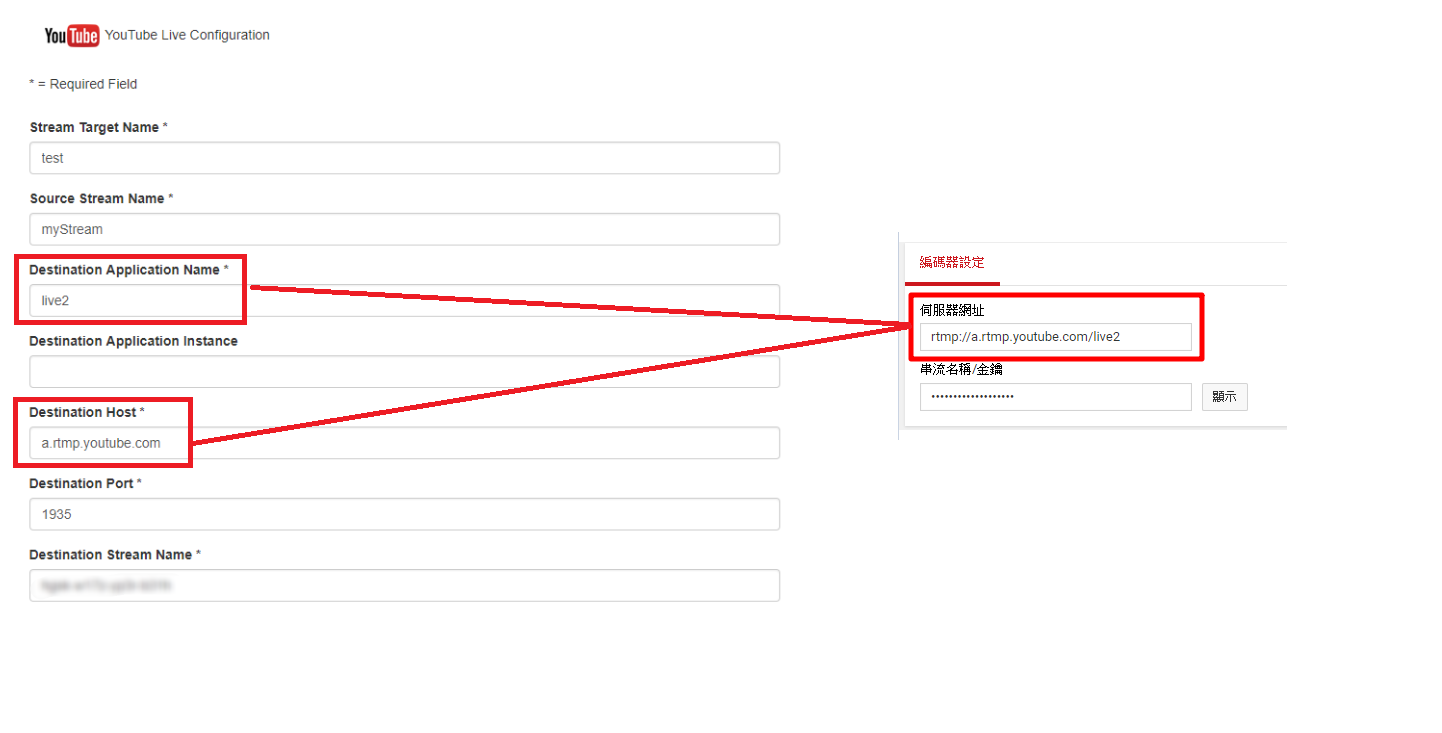 YouTube YouTube Live Configuration
* = Required Field
Stream Target Name *
test
Source Stream Name *
myStream
Destination Application Name *
live2
Destination Application Instance
Destination Host *
a.rtmp.youtube.com
Destination Port *
1935
Destination Stream Name *
編碼器設定
伺服器網址
rtmp://a.rtmp.youtube.com/live2
串流名稱/金鑰
•••••••••••••••••••
顯示